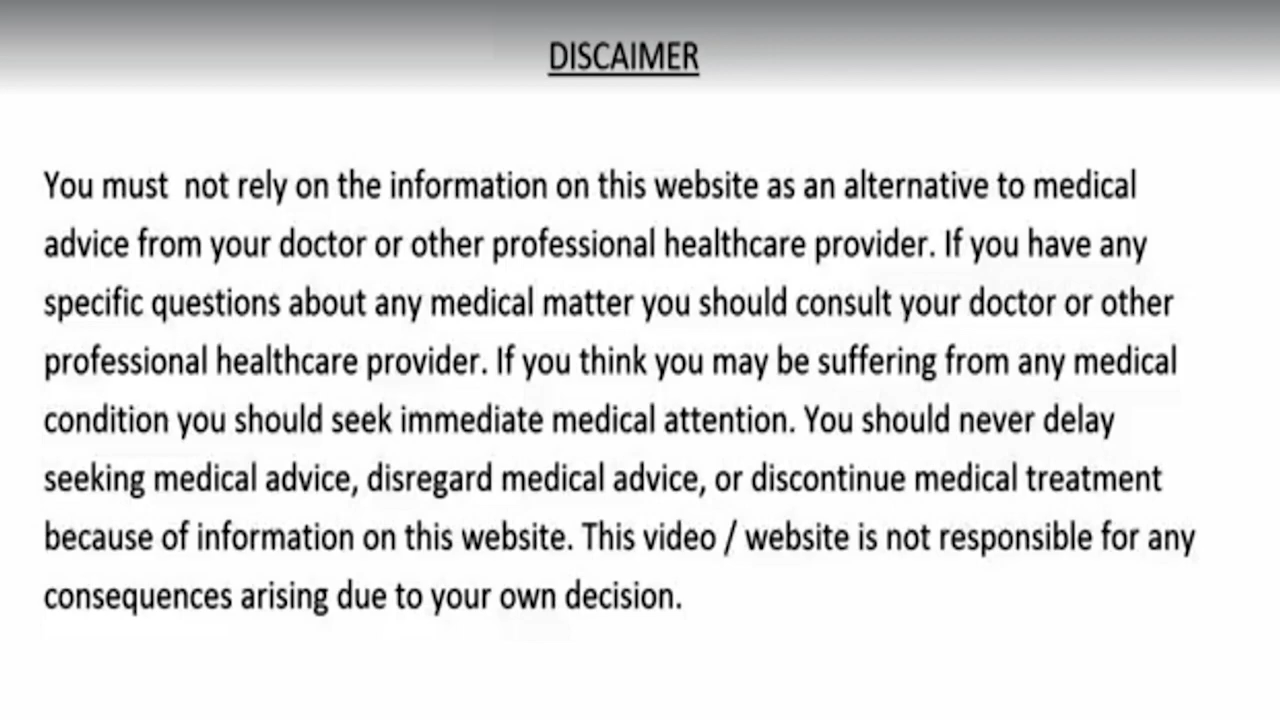 DISCAIMER
You must  not rely on the information on this website as an alternative to medical
advice from your doctor or other professional healthcare provider. If you have any
specific questions about any medical matter you should consult your doctor or other
professional healthcare provider. If you think you may be suffering from any medical
condition you should seek immediate medical attention. You should never delay
seeking medical advice, disregard medical advice, or discontinue medical treatment
because of information on this website. This video / website is not responsible for any
consequences arising due to your own decision.